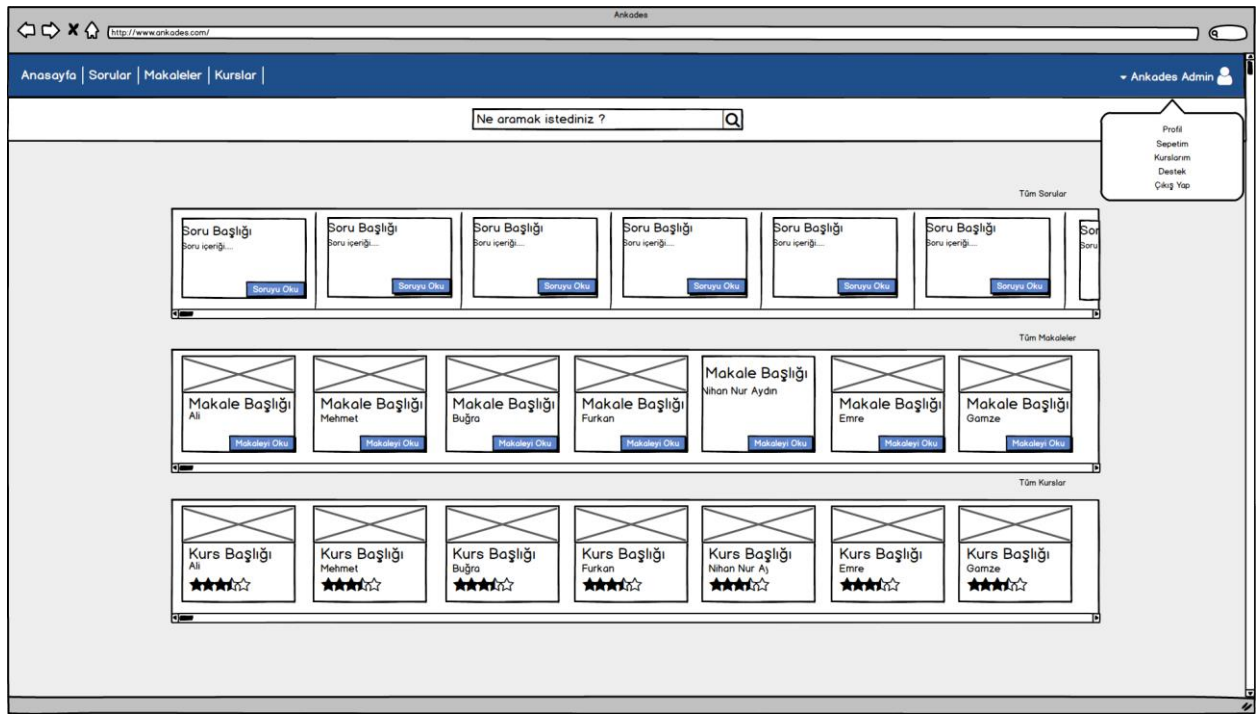 Ankades
http://www.ankades.com/
Anasayfa | Sorular | Makaleler | Kurslar |
Ankades Admin
Ne aramak istediniz ?
Profil
Sepetim
Kurslarım
Destek
Çıkış Yap
Tüm Sorular
Soru Başlığı Soru Başlığı Soru Başlığı Soru Başlığı Soru Başlığı Soru Başlığı Sor
Soru içeriği.... Soru içeriği.... Soru içeriği.... Soru içeriği.... Soru içeriği.... Soru içeriği.... Soru
Soruyu Oku Soruyu Oku Soruyu Oku Soruyu Oku Soruyu Oku Soruyu Oku
Tüm Makaleler
Makale Başlığı Makale Başlığı Makale Başlığı Makale Başlığı Makale Başlığı Makale Başlığı Makale Başlığı
Ali Mehmet Buğra Furkan Nihan Nur Aydın Emre Gamze
Makaleyi Oku Makaleyi Oku Makaleyi Oku Makaleyi Oku Makaleyi Oku Makaleyi Oku Makaleyi Oku
Tüm Kurslar
Kurs Başlığı Kurs Başlığı Kurs Başlığı Kurs Başlığı Kurs Başlığı Kurs Başlığı Kurs Başlığı
Ali Mehmet Buğra Furkan Nihan Nur Ay Emre Gamze